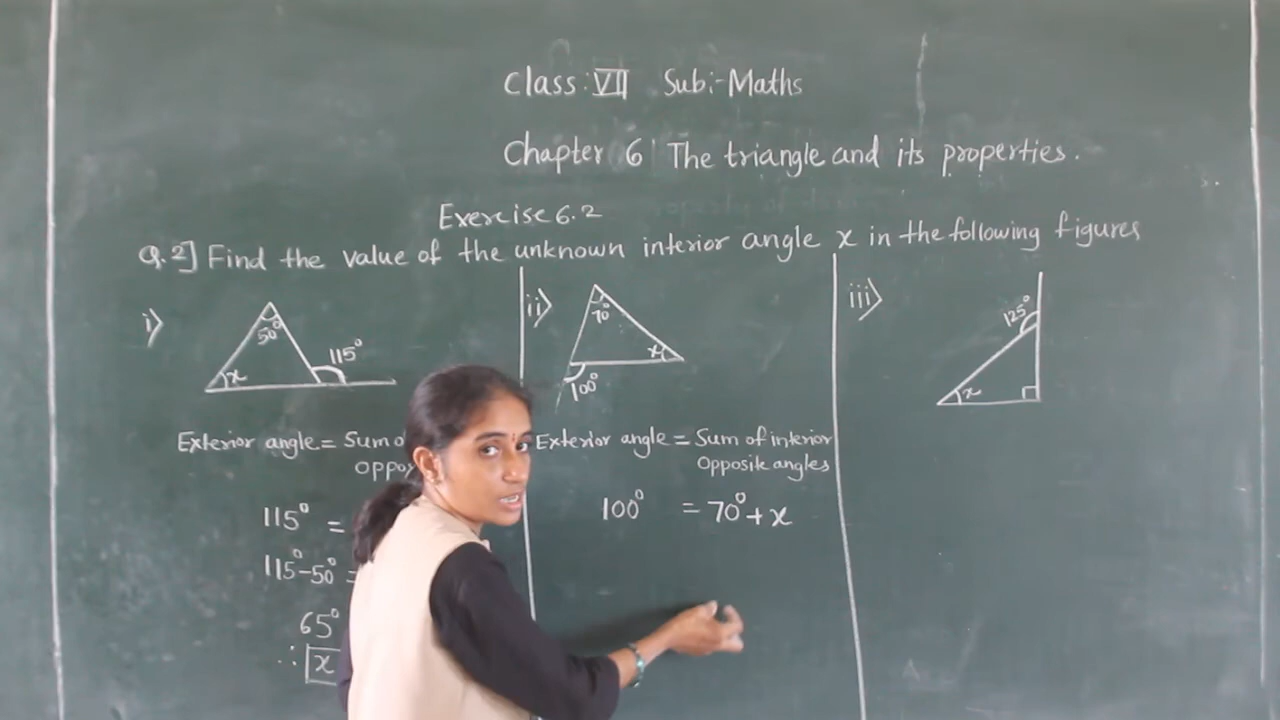 Class: VII Sub:- Maths
Chapter 6 The triangle and its properties.
Exercise 6.2
Q.2] Find the value of the unknown interior angle x in the following figures
i)
50°
x
115°
Exterior angle = Sum o
Oppo
115° =
115°-50° =
65°
∴ x
ii)
70°
x
100°
Exterior angle = Sum of interior
Opposite angles
100° = 70° + x
iii)
125°
x